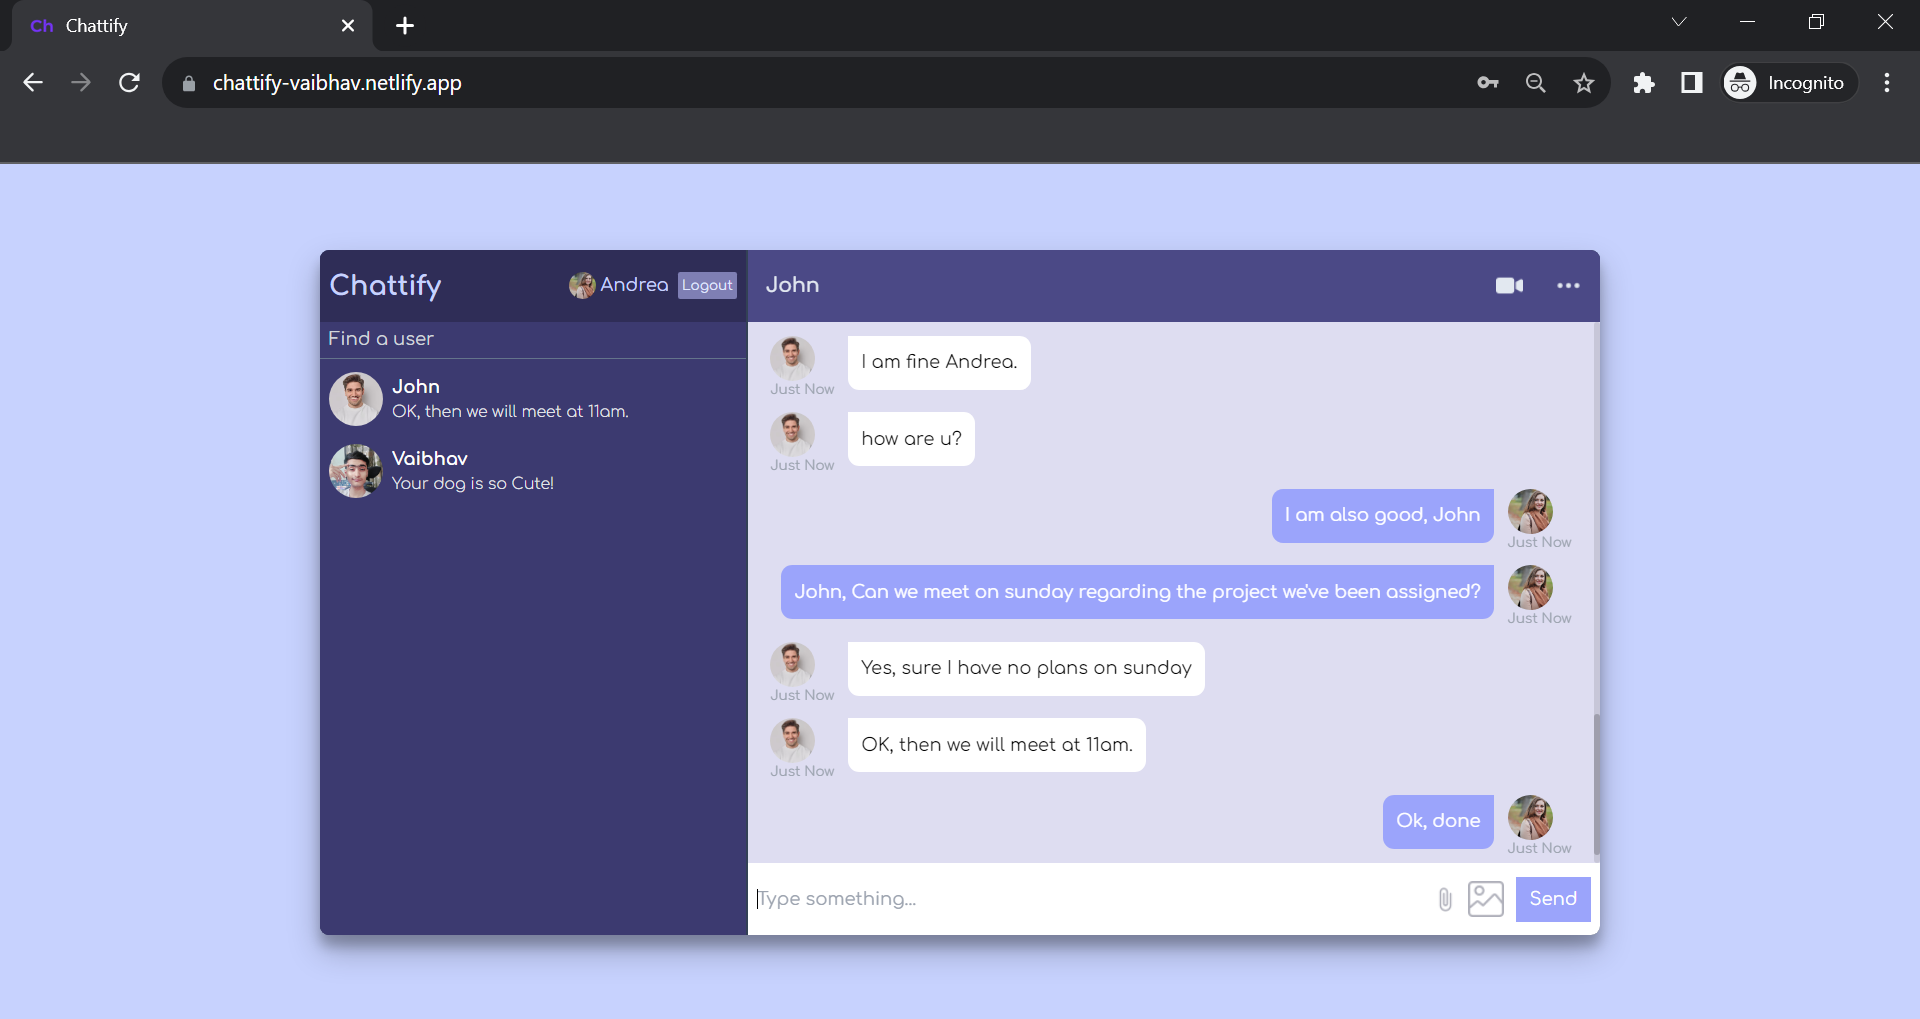 Ch Chattify
chattify-vaibhav.netlify.app
Incognito
Chattify
Andrea
Logout
John
Find a user
John
OK, then we will meet at 11am.
Vaibhav
Your dog is so Cute!
I am fine Andrea.
Just Now
how are u?
Just Now
I am also good, John
Just Now
John, Can we meet on sunday regarding the project we've been assigned?
Just Now
Yes, sure I have no plans on sunday
Just Now
OK, then we will meet at 11am.
Just Now
Ok, done
Just Now
Type something...
Send